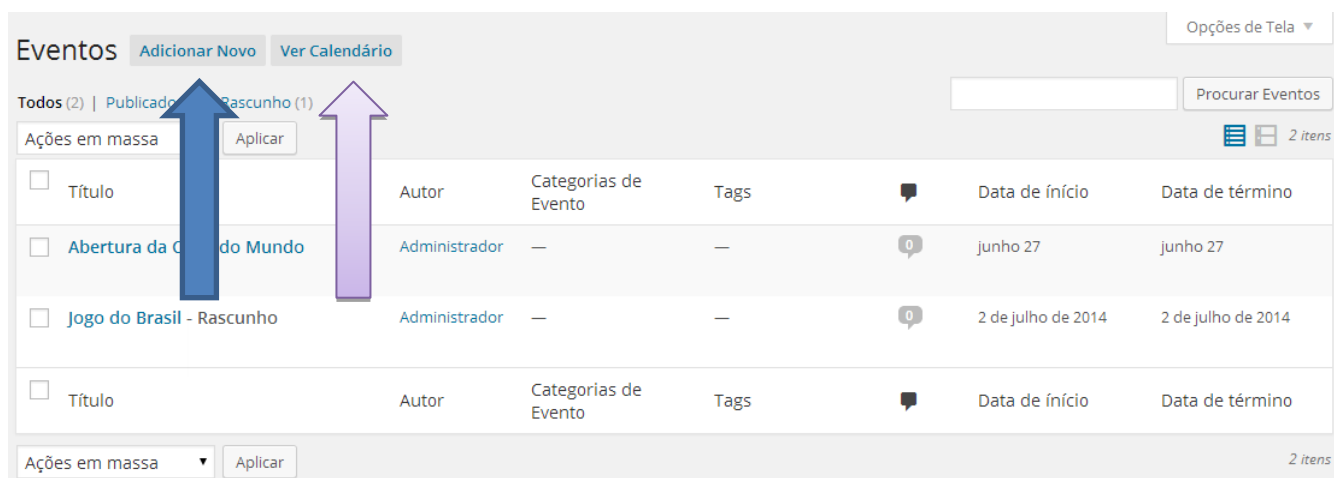 Opções de Tela ▼
Eventos Adicionar Novo Ver Calendário
Procurar Eventos
Todos (2) | Publicado Rascunho (1)
Ações em massa Aplicar
2 itens
Título Autor Categorias de Evento Tags Data de ínício Data de término
Abertura da do Mundo Administrador — — 0 junho 27 junho 27
Jogo do Brasil - Rascunho Administrador — — 0 2 de julho de 2014 2 de julho de 2014
Título Autor Categorias de Evento Tags Data de ínício Data de término
Ações em massa ▼ Aplicar
2 itens